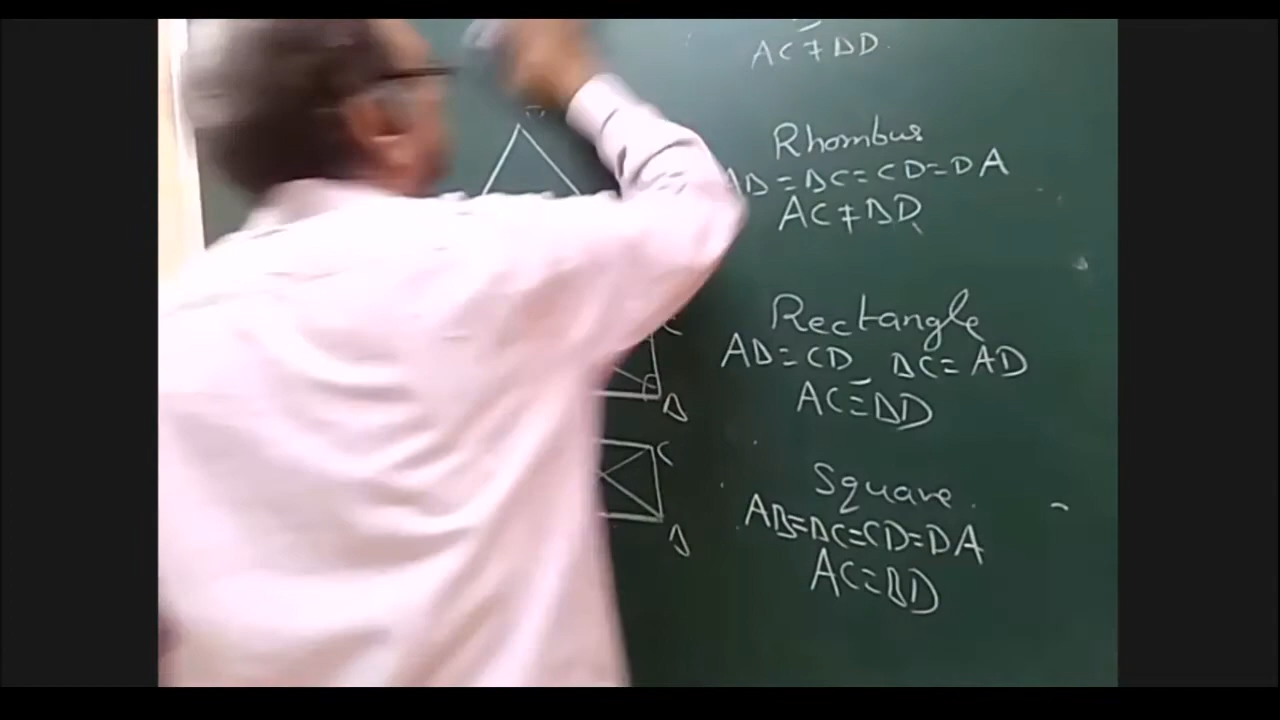 AC ≠ BD
Rhombus
AB = BC = CD = DA
AC ≠ BD
Rectangle
AB = CD BC = AD
AC = BD
Square
AB=BC=CD=DA
AC=BD
C
B
C
B